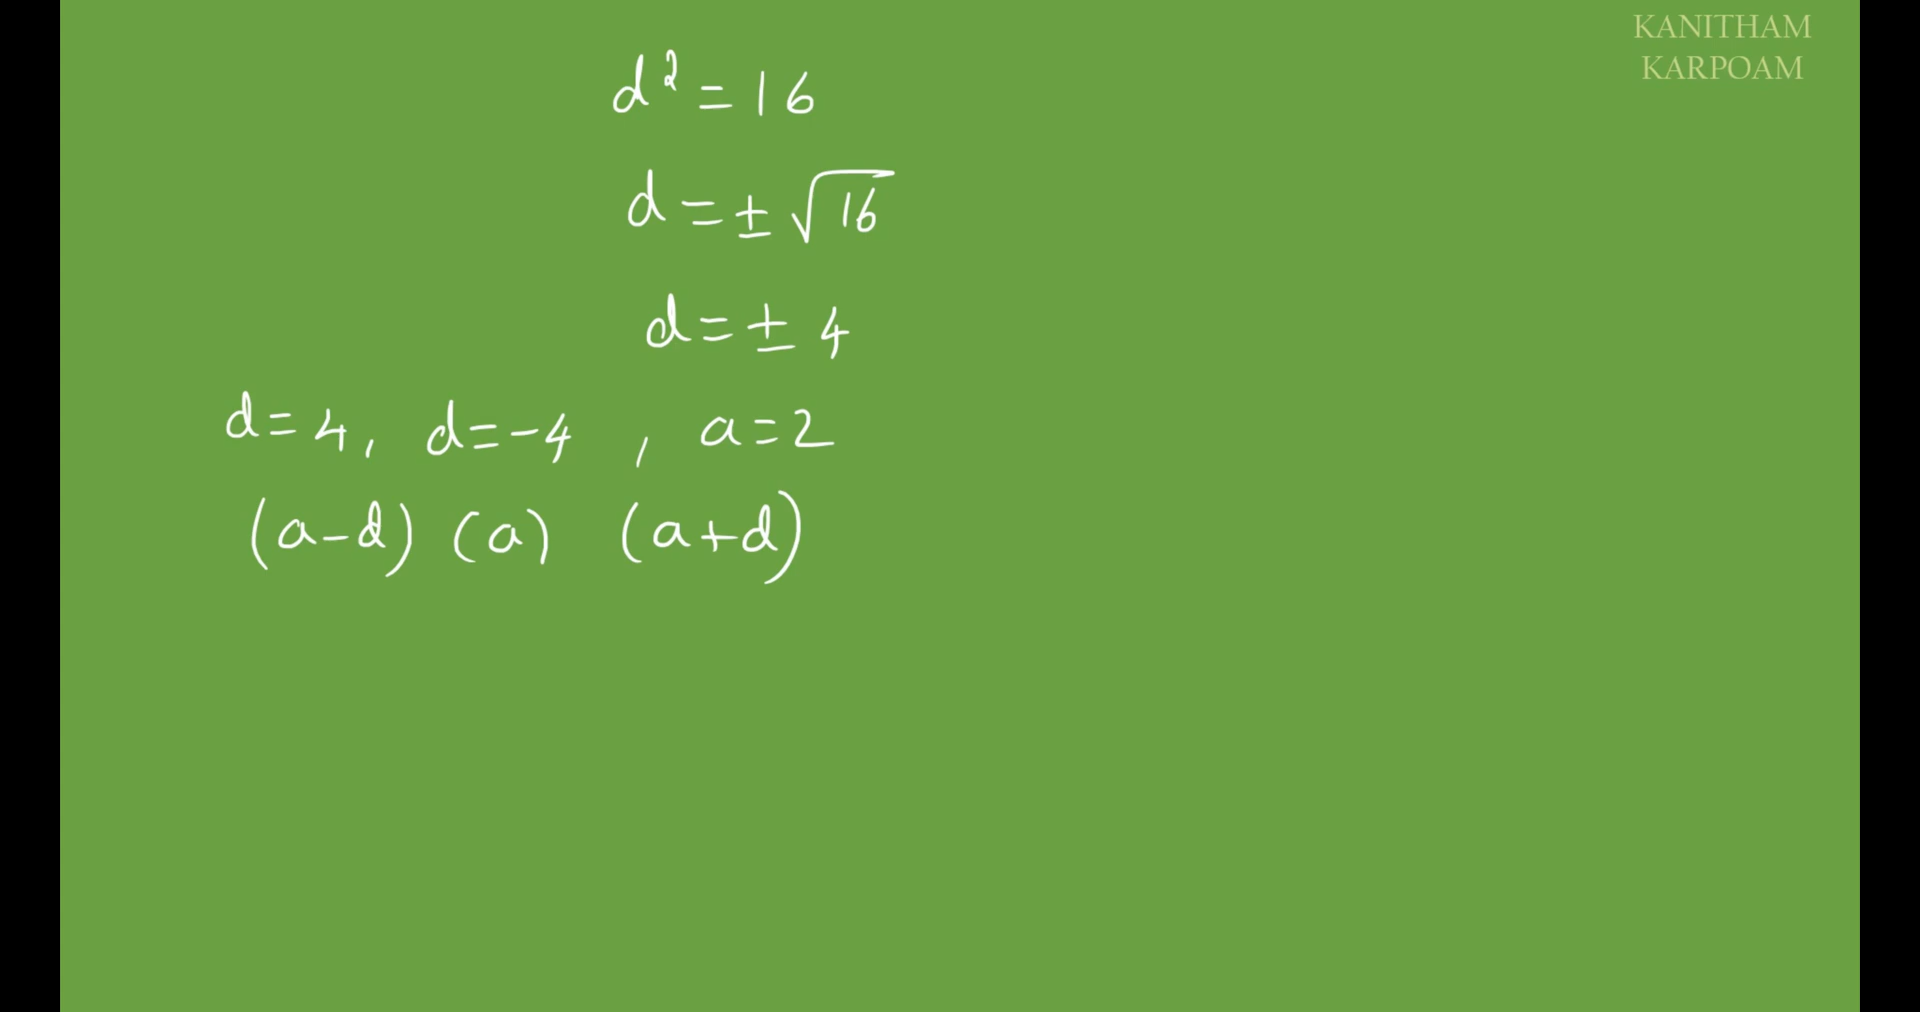 KANITHAM
KARPOAM
d² = 16
d = ± √16
d = ± 4
d = 4, d = -4 , a = 2
(a-d) (a) (a+d)